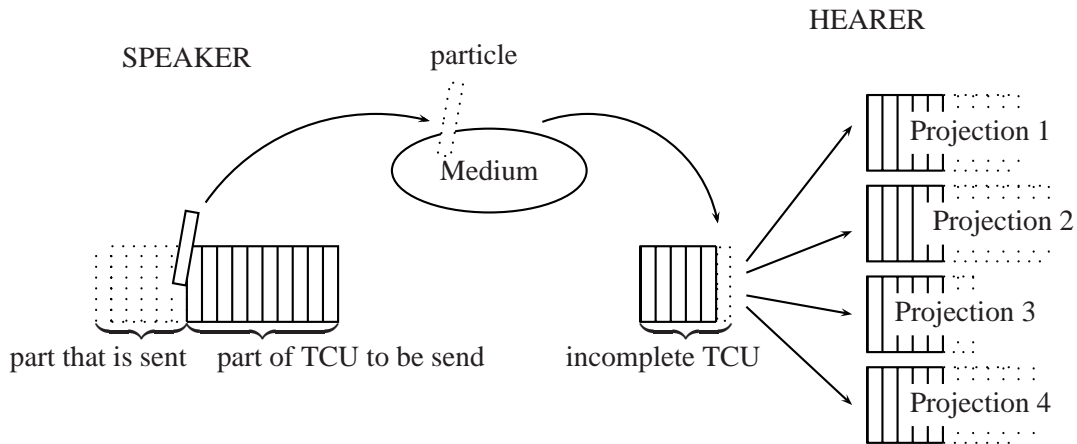 HEARER
SPEAKER
particle
Medium
Projection 1
Projection 2
Projection 3
Projection 4
part that is sent
part of TCU to be send
incomplete TCU